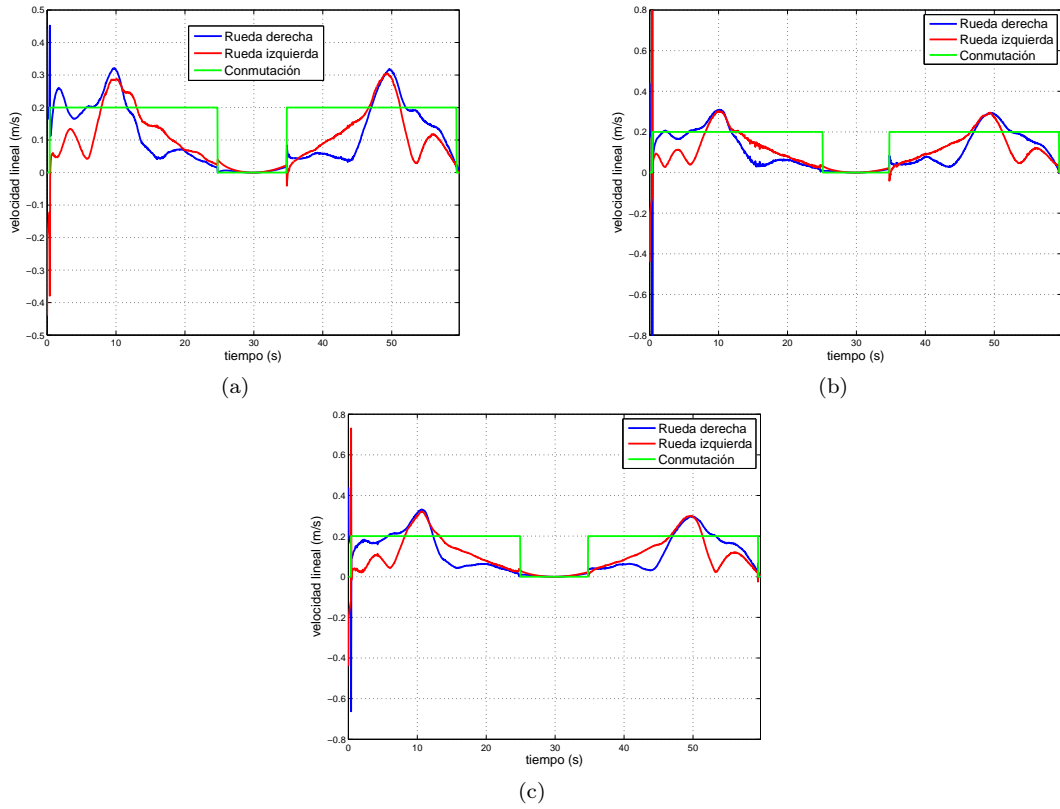 0.5
0.4
0.3
0.2
0.1
0
−0.1
−0.2
−0.3
−0.4
−0.5
velocidad lineal (m/s)
0 10 20 30 40 50
tiempo (s)
Rueda derecha
Rueda izquierda
Conmutación
(a)
0.8
0.6
0.4
0.2
0
−0.2
−0.4
−0.6
−0.8
velocidad lineal (m/s)
0 10 20 30 40 50
tiempo (s)
Rueda derecha
Rueda izquierda
Conmutación
(b)
0.8
0.6
0.4
0.2
0
−0.2
−0.4
−0.6
−0.8
velocidad lineal (m/s)
0 10 20 30 40 50
tiempo (s)
Rueda derecha
Rueda izquierda
Conmutación
(c)